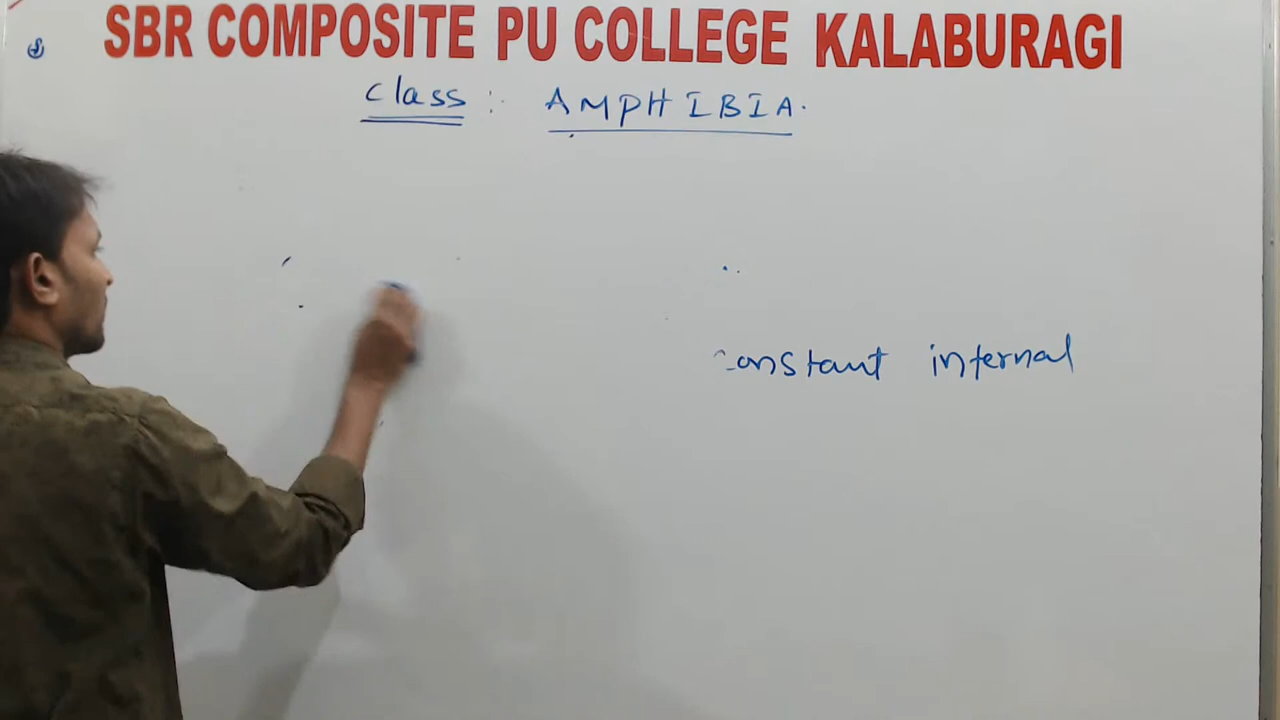 SBR COMPOSITE PU COLLEGE KALABURAGI
class : AMPHIBIA.
constant internal